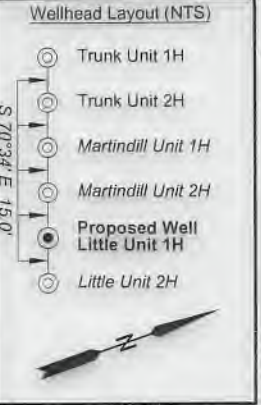 Wellhead Layout (NTS)
Trunk Unit 1H
Trunk Unit 2H
Martindill Unit 1H
Martindill Unit 2H
Proposed Well
Little Unit 1H
Little Unit 2H
S 70°34' E 15.0'
N